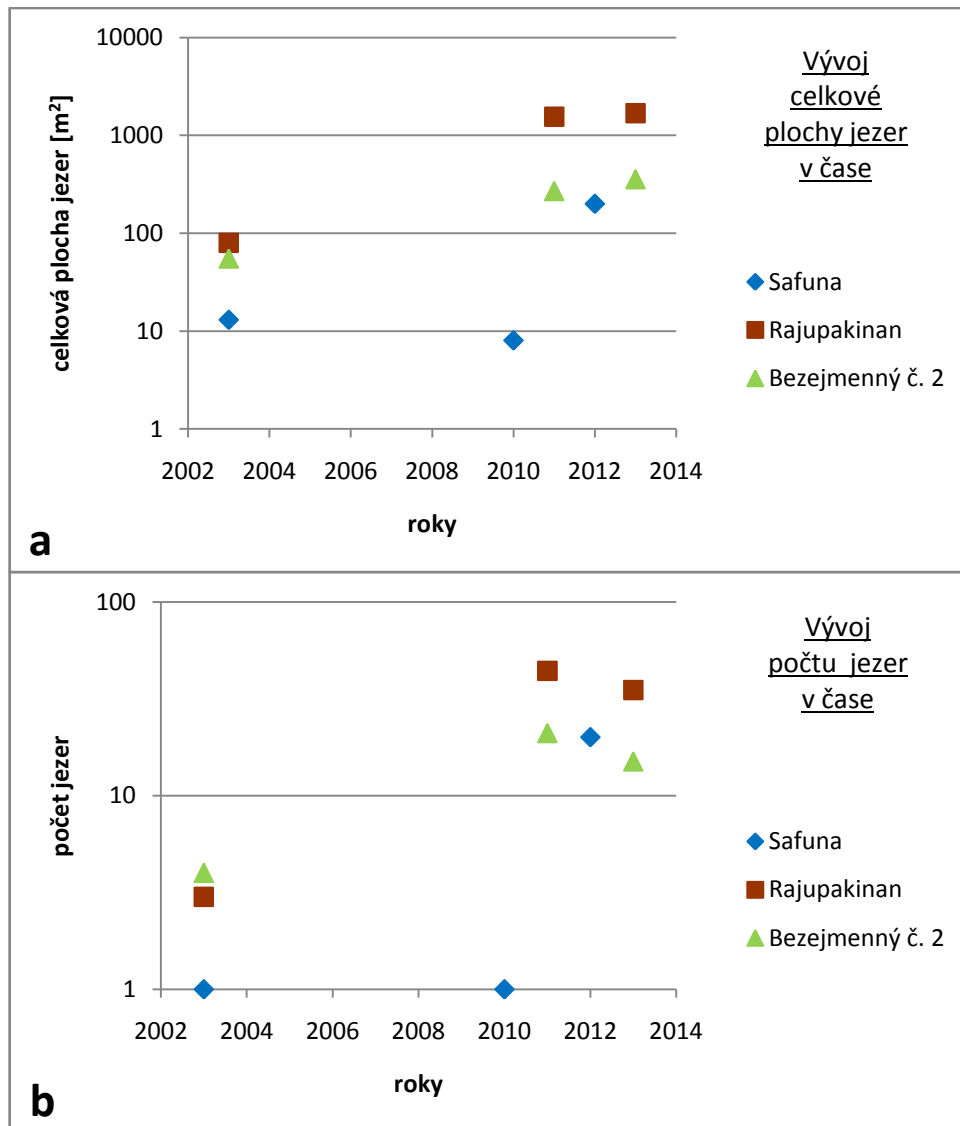 10000
1000
100
10
1
celková plocha jezer [m²]
2002 2004 2006 2008 2010 2012 2014
roky
Vývoj
celkové
plochy jezer
v čase
Safuna
Rajupakinan
Bezejmenný č. 2
a
100
10
1
počet jezer
2002 2004 2006 2008 2010 2012 2014
roky
Vývoj
počtu jezer
v čase
Safuna
Rajupakinan
Bezejmenný č. 2
b